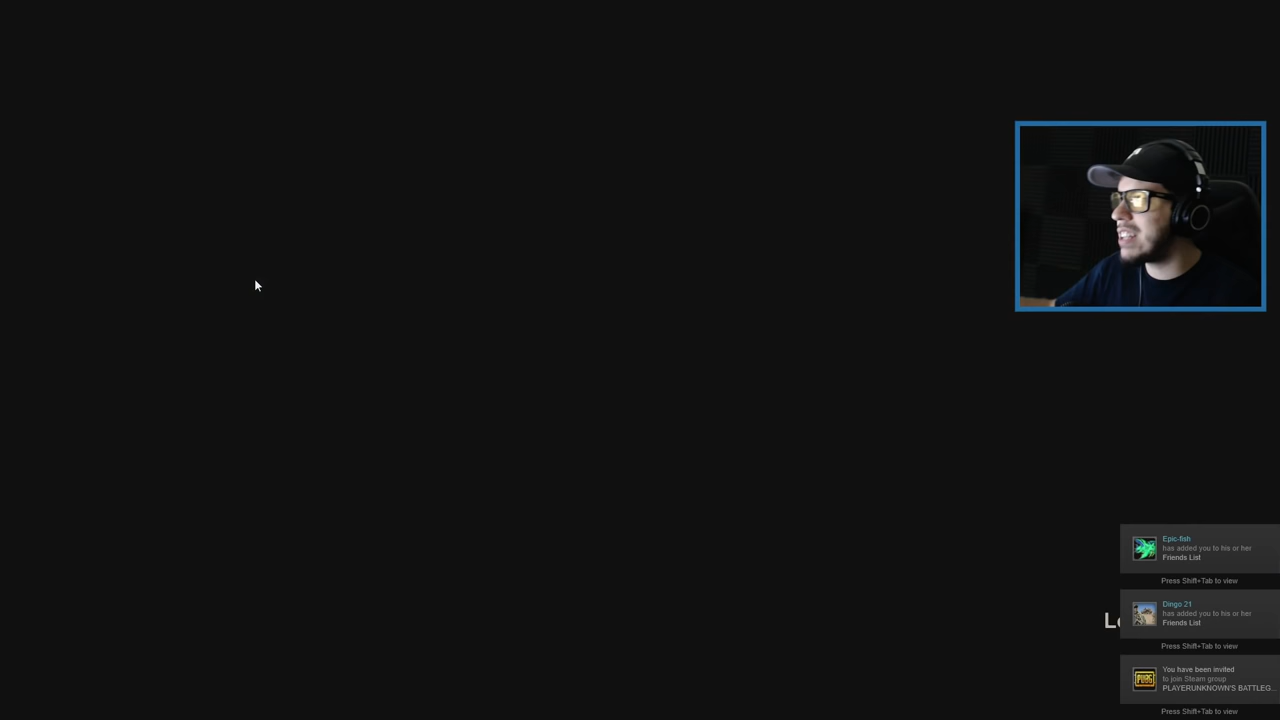 Epic-fish
has added you to his or her
Friends List
Press Shift+Tab to view
Dingo 21
has added you to his or her
Friends List
Press Shift+Tab to view
You have been invited
to join Steam group
PLAYERUNKNOWN'S BATTLEG...
Press Shift+Tab to view